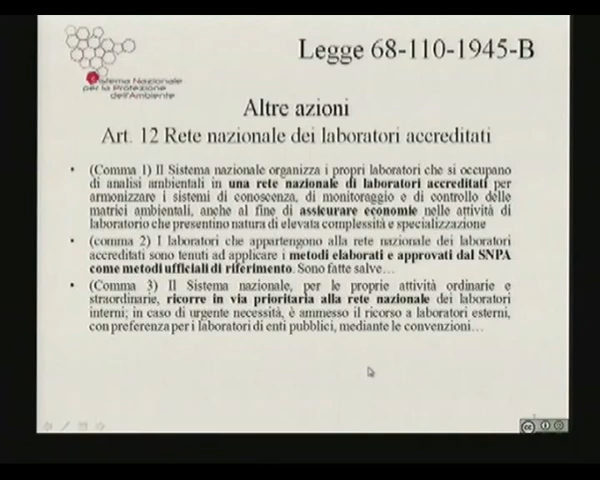 Legge 68-110-1945-B
Sistema Nazionale
per la Protezione
dell'Ambiente
Altre azioni
Art. 12 Rete nazionale dei laboratori accreditati
• (Comma 1) Il Sistema nazionale organizza i propri laboratori che si occupano
di analisi ambientali in una rete nazionale di laboratori accreditati per
armonizzare i sistemi di conoscenza, di monitoraggio e di controllo delle
matrici ambientali, anche al fine di assicurare economie nelle attività di
laboratorio che presentino natura di elevata complessità e specializzazione
• (comma 2) I laboratori che appartengono alla rete nazionale dei laboratori
accreditati sono tenuti ad applicare i metodi elaborati e approvati dal SNPA
come metodi ufficiali di riferimento. Sono fatte salve…
• (Comma 3) Il Sistema nazionale, per le proprie attività ordinarie e
straordinarie, ricorre in via prioritaria alla rete nazionale dei laboratori
interni; in caso di urgente necessità, è ammesso il ricorso a laboratori esterni,
con preferenza per i laboratori di enti pubblici, mediante le convenzioni…
cc